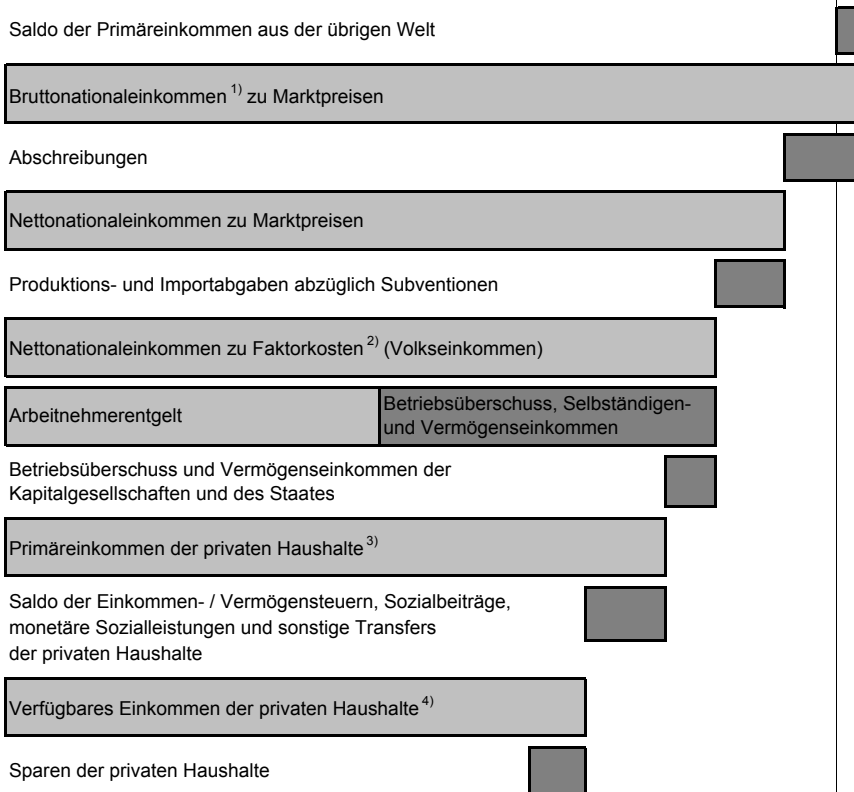 Saldo der Primäreinkommen aus der übrigen Welt
Bruttonationaleinkommen 1) zu Marktpreisen
Abschreibungen
Nettonationaleinkommen zu Marktpreisen
Produktions- und Importabgaben abzüglich Subventionen
Nettonationaleinkommen zu Faktorkosten 2) (Volkseinkommen)
Arbeitnehmerentgelt
Betriebsüberschuss, Selbständigen-
und Vermögenseinkommen
Betriebsüberschuss und Vermögenseinkommen der
Kapitalgesellschaften und des Staates
Primäreinkommen der privaten Haushalte 3)
Saldo der Einkommen- / Vermögensteuern, Sozialbeiträge,
monetäre Sozialleistungen und sonstige Transfers
der privaten Haushalte
Verfügbares Einkommen der privaten Haushalte 4)
Sparen der privaten Haushalte